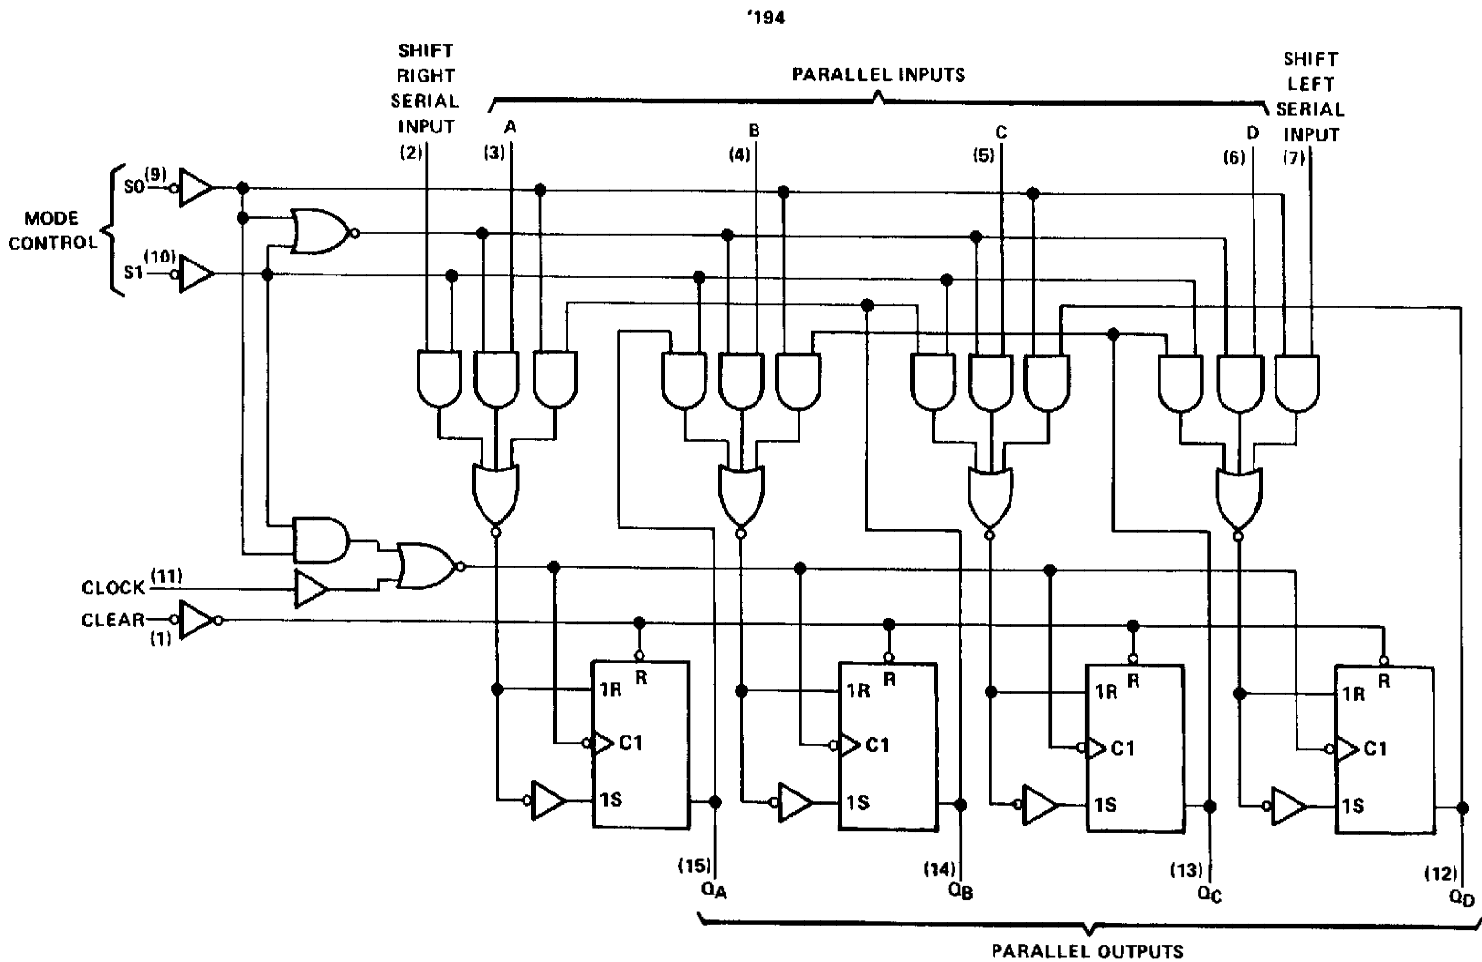 '194
SHIFT
RIGHT
SERIAL
INPUT
(2)
PARALLEL INPUTS
A
(3)
B
(4)
C
(5)
D
(6)
SHIFT
LEFT
SERIAL
INPUT
(7)
MODE
CONTROL
S0 (9)
S1 (10)
CLOCK (11)
CLEAR
(1)
R
1R
C1
1S
R
1R
C1
1S
R
1R
C1
1S
R
1R
C1
1S
(15)
QA
(14)
QB
(13)
QC
(12)
QD
PARALLEL OUTPUTS